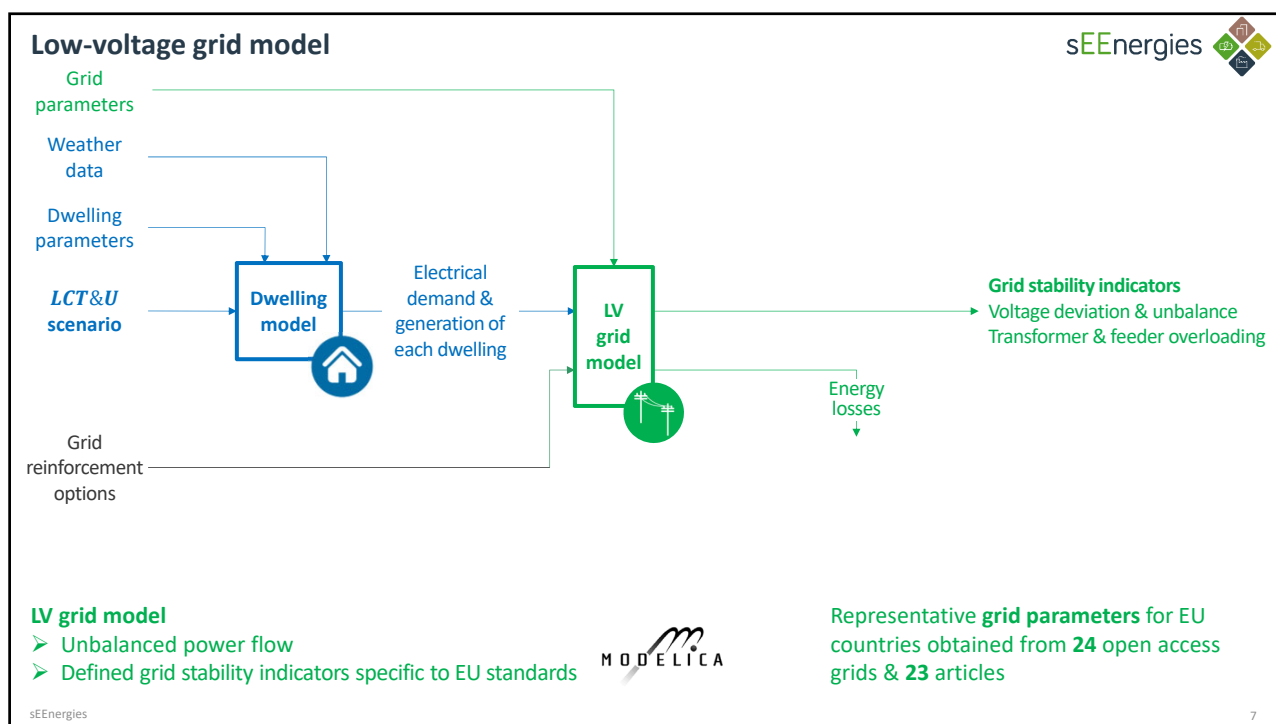 Low-voltage grid model
sEEnergies
Grid
parameters
Weather
data
Dwelling
parameters
LCT&U
scenario
Dwelling
model
Electrical
demand &
generation of
each dwelling
LV
grid
model
Grid stability indicators
Voltage deviation & unbalance
Transformer & feeder overloading
Energy
losses
Grid
reinforcement
options
LV grid model
➢ Unbalanced power flow
➢ Defined grid stability indicators specific to EU standards
MODELICA
Representative grid parameters for EU
countries obtained from 24 open access
grids & 23 articles
sEEnergies
7